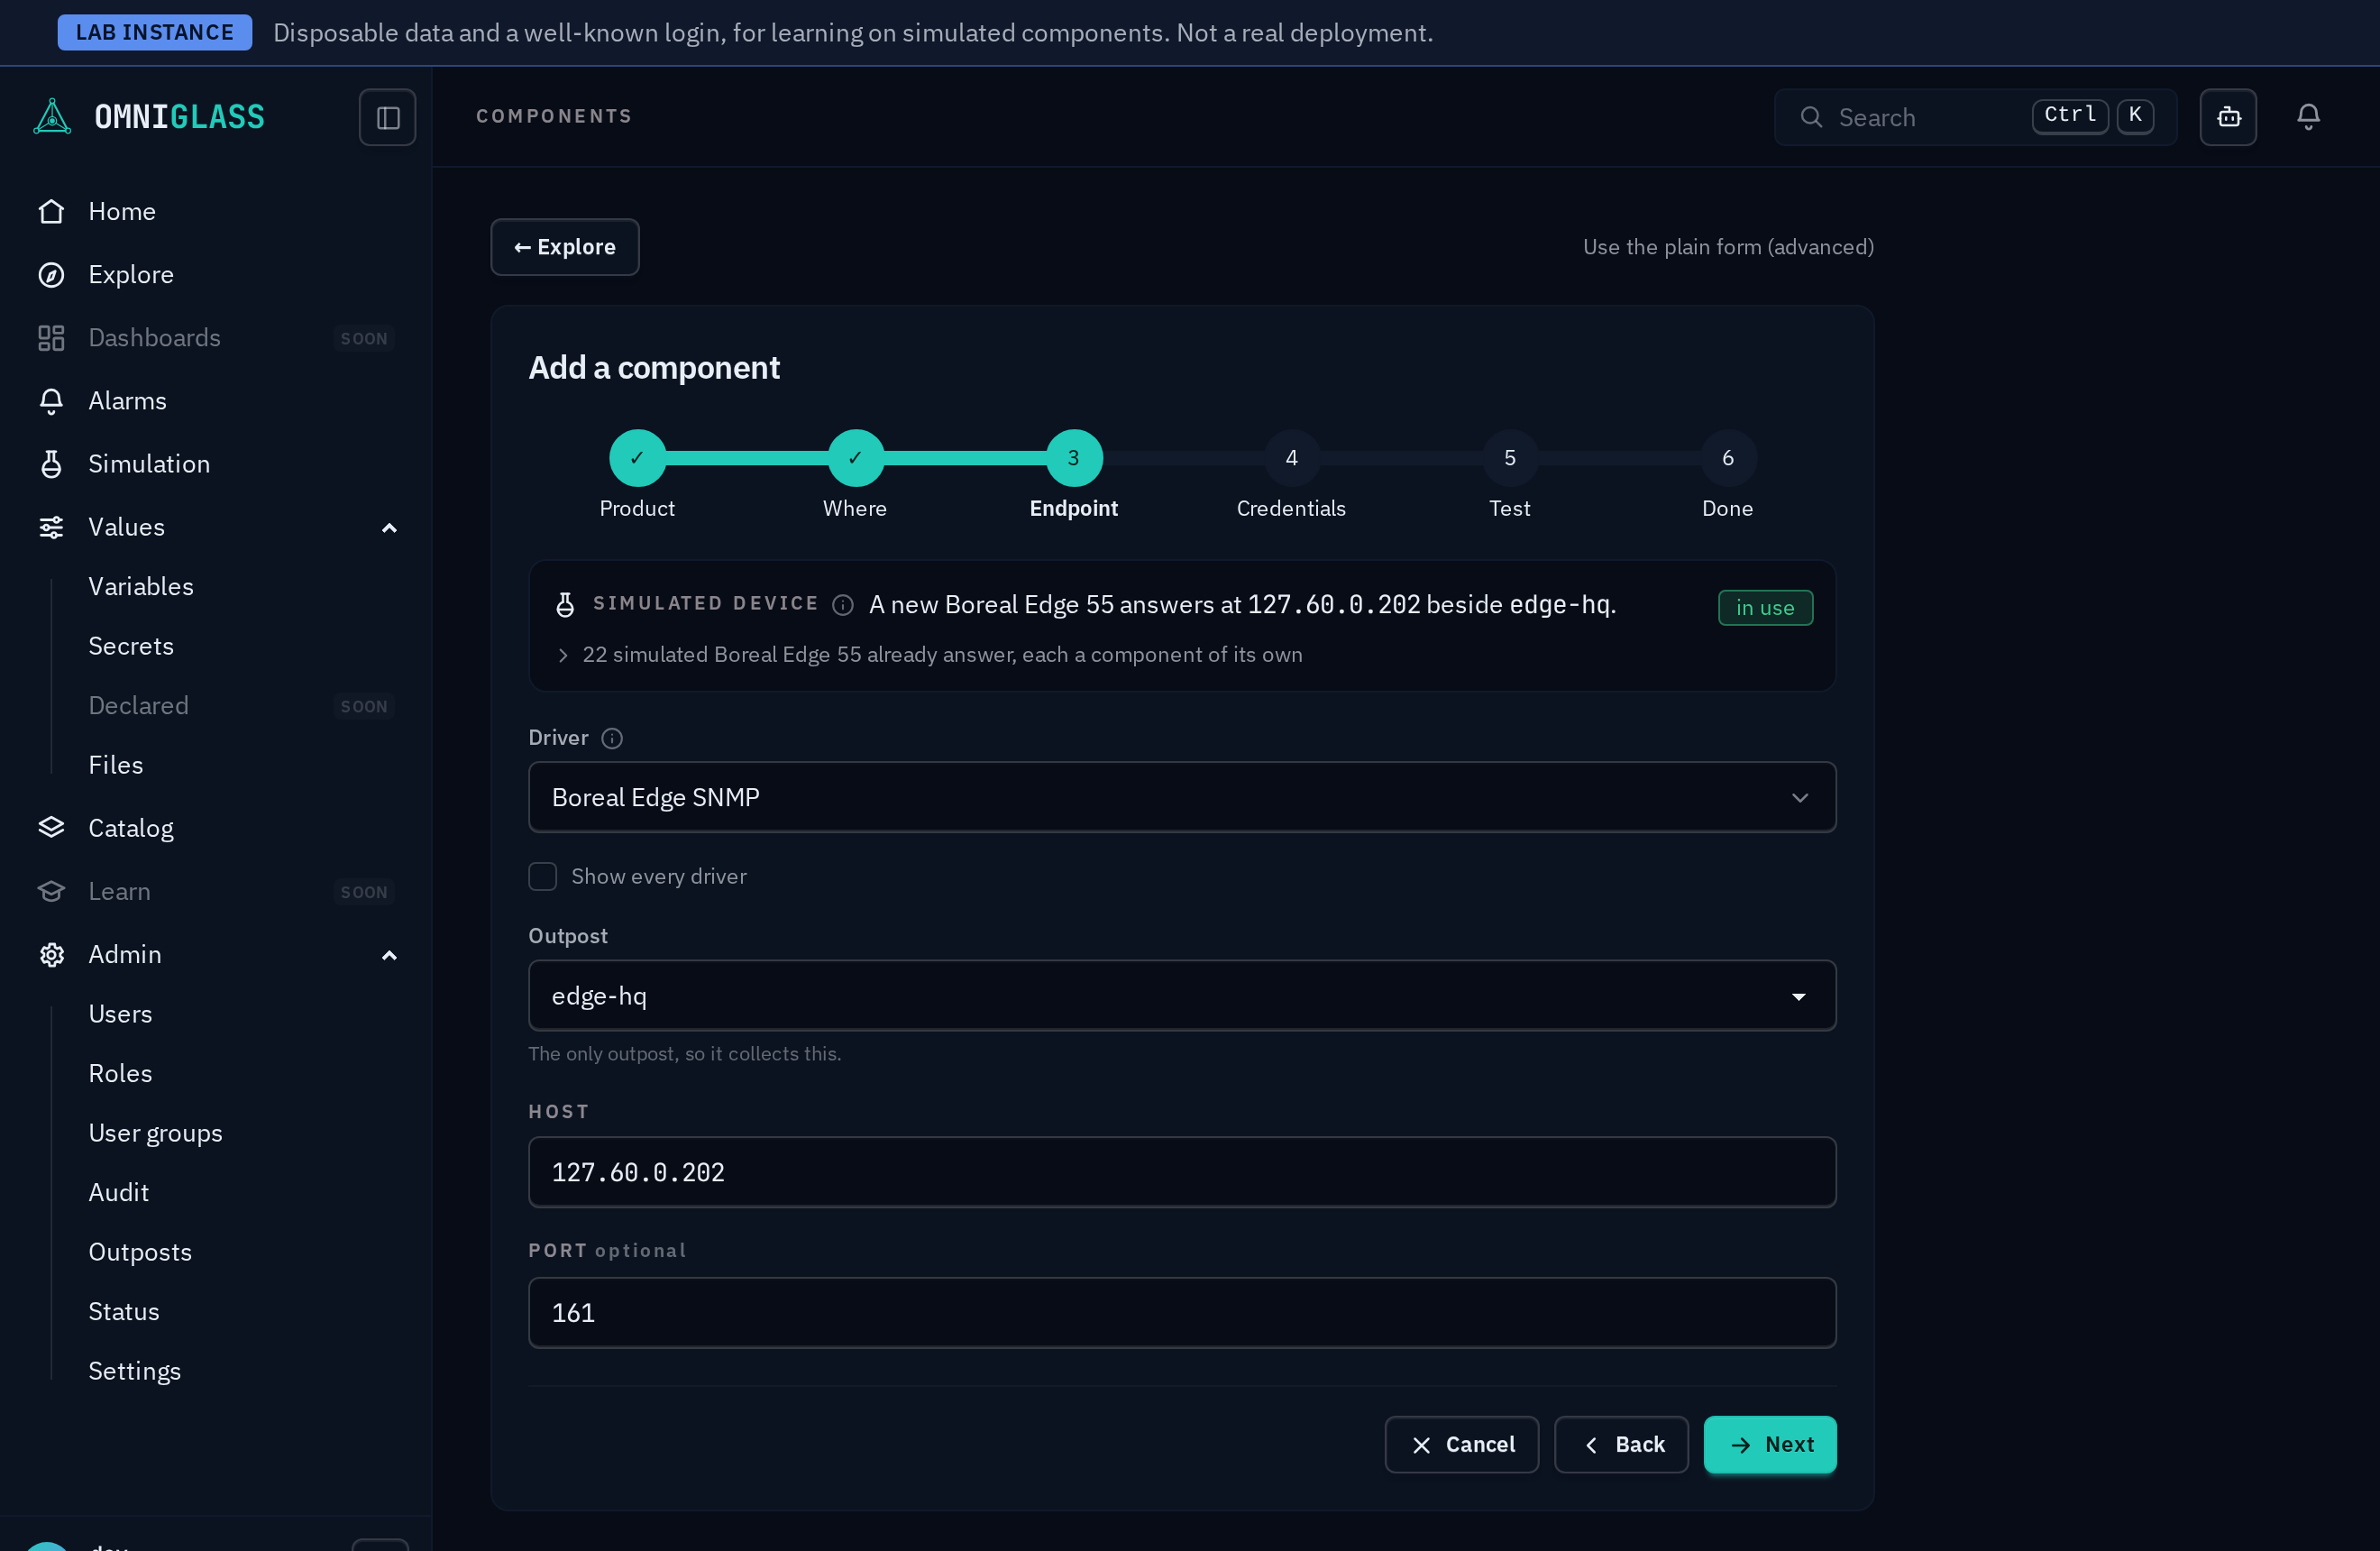 LAB INSTANCE Disposable data and a well-known login, for learning on simulated components. Not a real deployment.
OMNIGLASS
COMPONENTS
Search Ctrl K
Home
Explore
Dashboards SOON
Alarms
Simulation
Values
Variables
Secrets
Declared SOON
Files
Catalog
Learn SOON
Admin
Users
Roles
User groups
Audit
Outposts
Status
Settings
← Explore
Use the plain form (advanced)
Add a component
✓ ✓ 3 4 5 6
Product Where Endpoint Credentials Test Done
SIMULATED DEVICE A new Boreal Edge 55 answers at 127.60.0.202 beside edge-hq. in use
22 simulated Boreal Edge 55 already answer, each a component of its own
Driver
Boreal Edge SNMP
Show every driver
Outpost
edge-hq
The only outpost, so it collects this.
HOST
127.60.0.202
PORT optional
161
Cancel Back Next